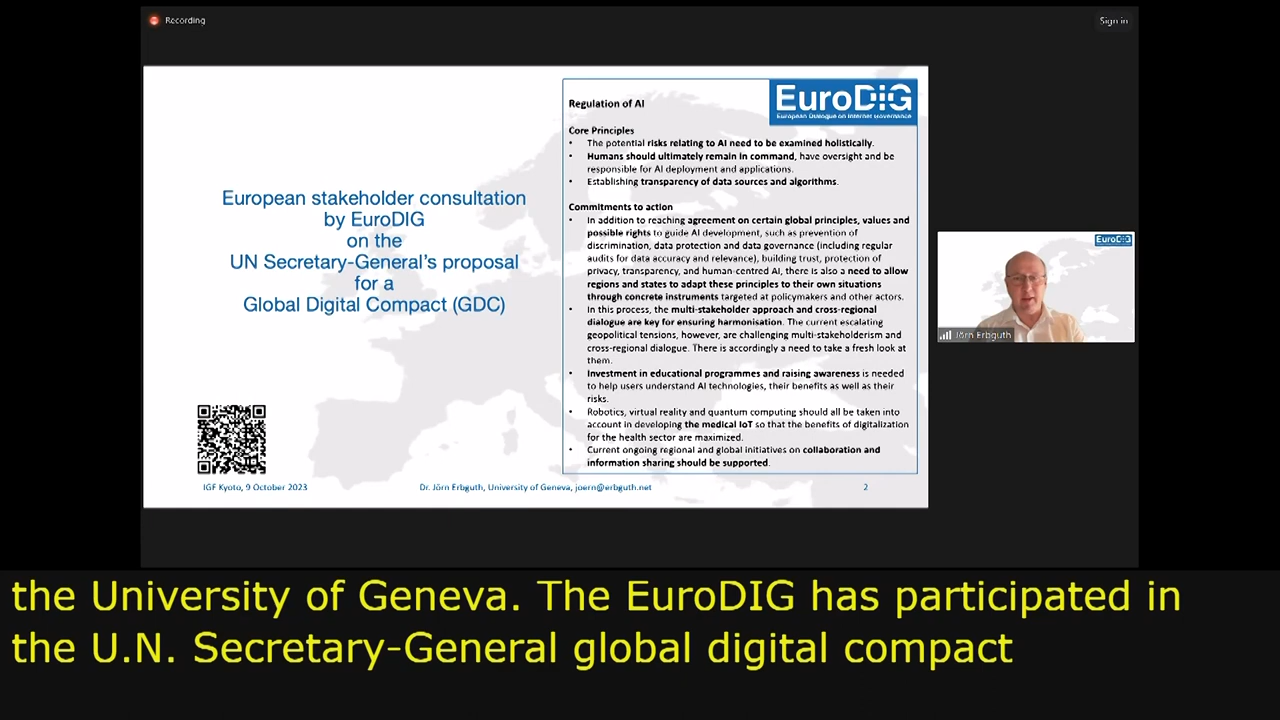 Recording
Sign in
European stakeholder consultation
by EuroDIG
on the
UN Secretary-General's proposal
for a
Global Digital Compact (GDC)
EuroDIG
European Dialogue on Internet Governance
Regulation of AI
Core Principles
• The potential risks relating to AI need to be examined holistically.
• Humans should ultimately remain in command, have oversight and be
responsible for AI deployment and applications.
• Establishing transparency of data sources and algorithms.
Commitments to action
• In addition to reaching agreement on certain global principles, values and
possible rights to guide AI development, such as prevention of
discrimination, data protection and data governance (including regular
audits for data accuracy and relevance), building trust, protection of
privacy, transparency, and human-centred AI, there is also a need to allow
regions and states to adapt these principles to their own situations
through concrete instruments targeted at policymakers and other actors.
• In this process, the multi-stakeholder approach and cross-regional
dialogue are key for ensuring harmonisation. The current escalating
geopolitical tensions, however, are challenging multi-stakeholderism and
cross-regional dialogue. There is accordingly a need to take a fresh look at
them.
• Investment in educational programmes and raising awareness is needed
to help users understand AI technologies, their benefits as well as their
risks.
• Robotics, virtual reality and quantum computing should all be taken into
account in developing the medical IoT so that the benefits of digitalization
for the health sector are maximized.
• Current ongoing regional and global initiatives on collaboration and
information sharing should be supported.
IGF Kyoto, 9 October 2023
Dr. Jörn Erbguth, University of Geneva, joern@erbguth.net
2
EuroDIG
Jörn Erbguth
the University of Geneva. The EuroDIG has participated in
the U.N. Secretary-General global digital compact